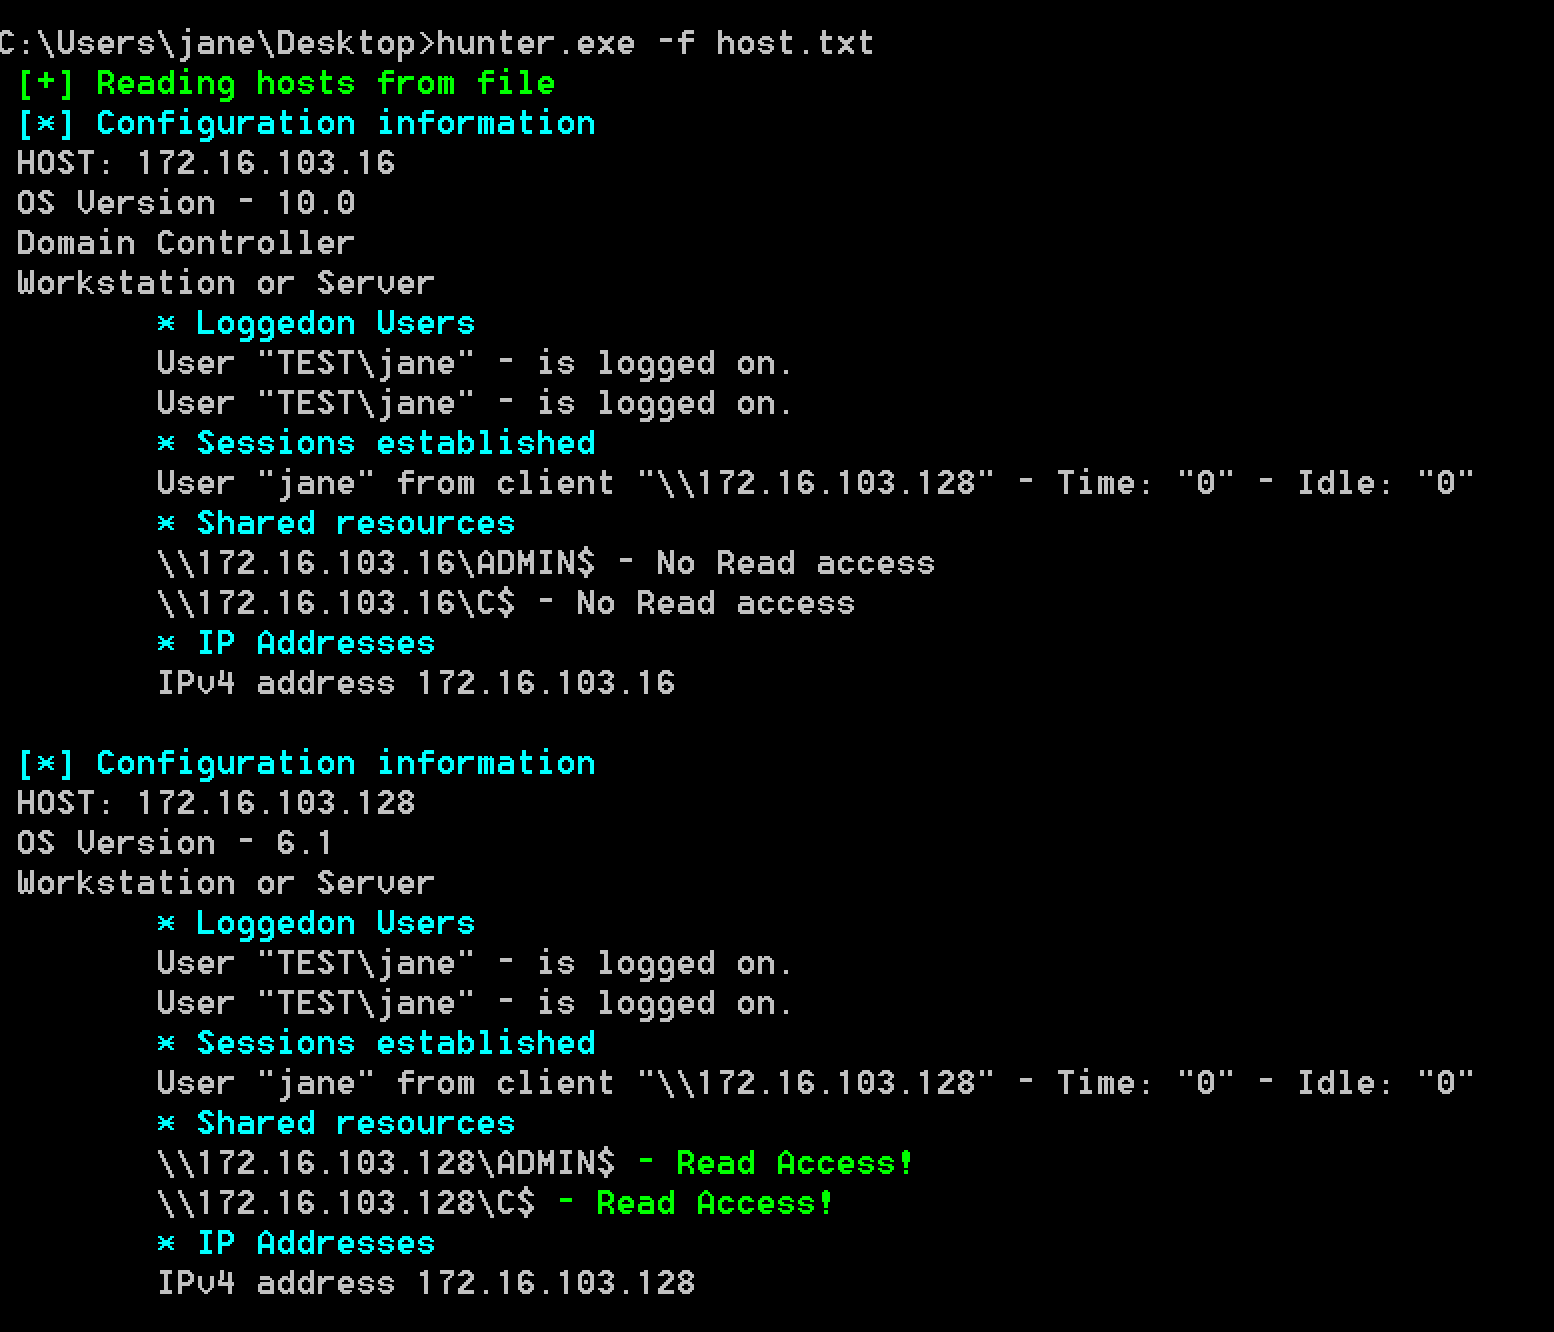 C:\Users\jane\Desktop>hunter.exe -f host.txt
[+] Reading hosts from file
[*] Configuration information
HOST: 172.16.103.16
OS Version - 10.0
Domain Controller
Workstation or Server
* Loggedon Users
User "TEST\jane" - is logged on.
User "TEST\jane" - is logged on.
* Sessions established
User "jane" from client "\\172.16.103.128" - Time: "0" - Idle: "0"
* Shared resources
\\172.16.103.16\ADMIN$ - No Read access
\\172.16.103.16\C$ - No Read access
* IP Addresses
IPv4 address 172.16.103.16
[*] Configuration information
HOST: 172.16.103.128
OS Version - 6.1
Workstation or Server
* Loggedon Users
User "TEST\jane" - is logged on.
User "TEST\jane" - is logged on.
* Sessions established
User "jane" from client "\\172.16.103.128" - Time: "0" - Idle: "0"
* Shared resources
\\172.16.103.128\ADMIN$ - Read Access!
\\172.16.103.128\C$ - Read Access!
* IP Addresses
IPv4 address 172.16.103.128